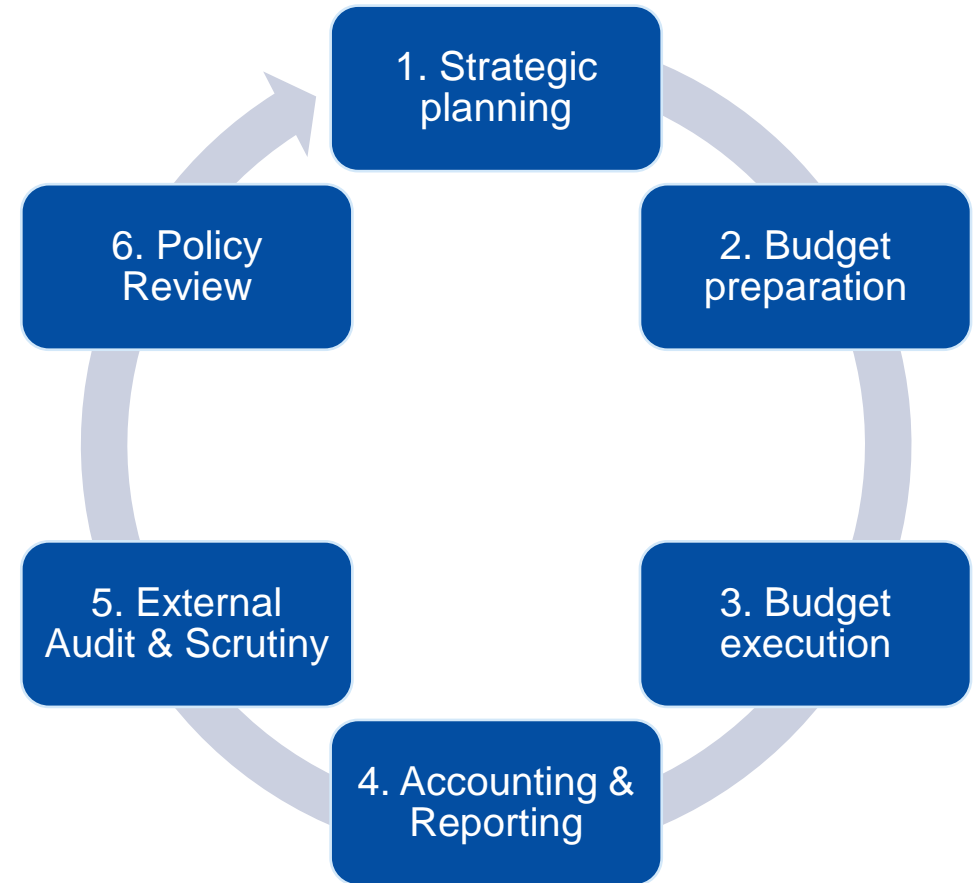 1. Strategic
planning
2. Budget
preparation
3. Budget
execution
4. Accounting &
Reporting
5. External
Audit & Scrutiny
6. Policy
Review